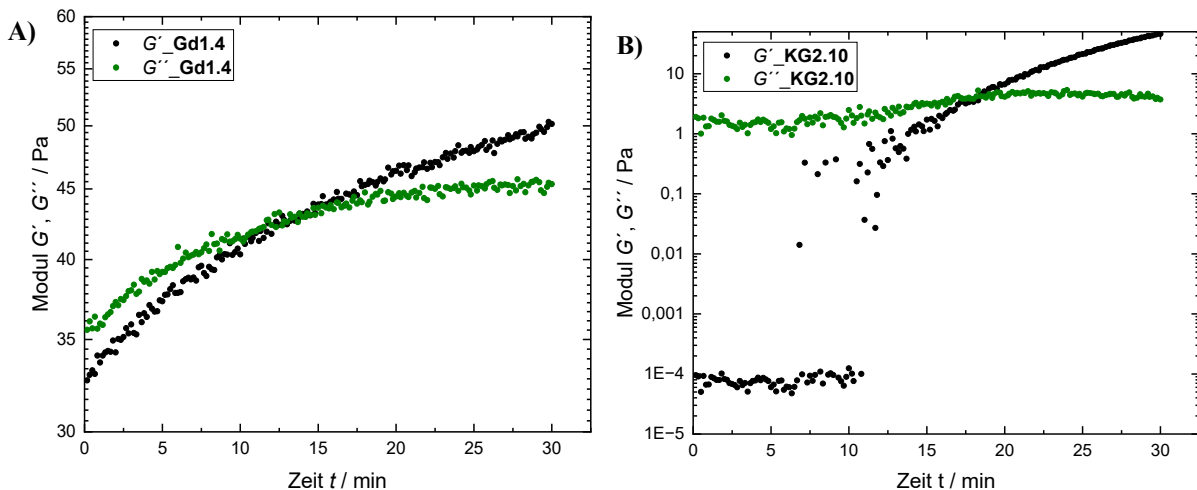 A)
G´_Gd1.4
G´´_Gd1.4
Modul G´, G´´ / Pa
60
55
50
45
40
35
30
0
5
10
15
20
25
30
Zeit t / min
B)
G´_KG2.10
G´´_KG2.10
Modul G´, G´´ / Pa
10
1
0,1
0,01
0,001
1E−4
1E−5
0
5
10
15
20
25
30
Zeit t / min